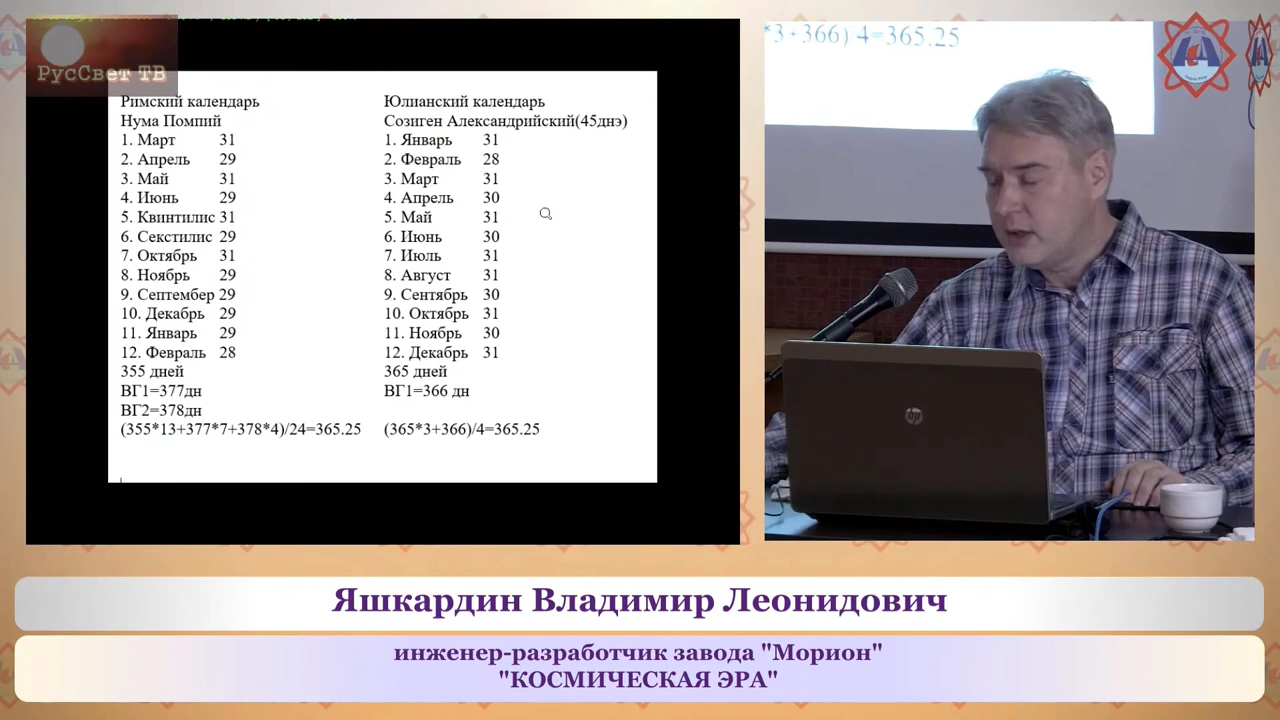 РусСвет ТВ
Римский календарь
Нума Помпий
1. Март 31
2. Апрель 29
3. Май 31
4. Июнь 29
5. Квинтилис 31
6. Секстилис 29
7. Октябрь 31
8. Ноябрь 29
9. Септембер 29
10. Декабрь 29
11. Январь 29
12. Февраль 28
355 дней
ВГ1=377дн
ВГ2=378дн
(355*13+377*7+378*4)/24=365.25
Юлианский календарь
Созиген Александрийский(45днэ)
1. Январь 31
2. Февраль 28
3. Март 31
4. Апрель 30
5. Май 31
6. Июнь 30
7. Июль 31
8. Август 31
9. Сентябрь 30
10. Октябрь 31
11. Ноябрь 30
12. Декабрь 31
365 дней
ВГ1=366 дн
(365*3+366)/4=365.25
*3+366) 4=365.25
hp
Яшкардин Владимир Леонидович
инженер-разработчик завода "Морион"
"КОСМИЧЕСКАЯ ЭРА"